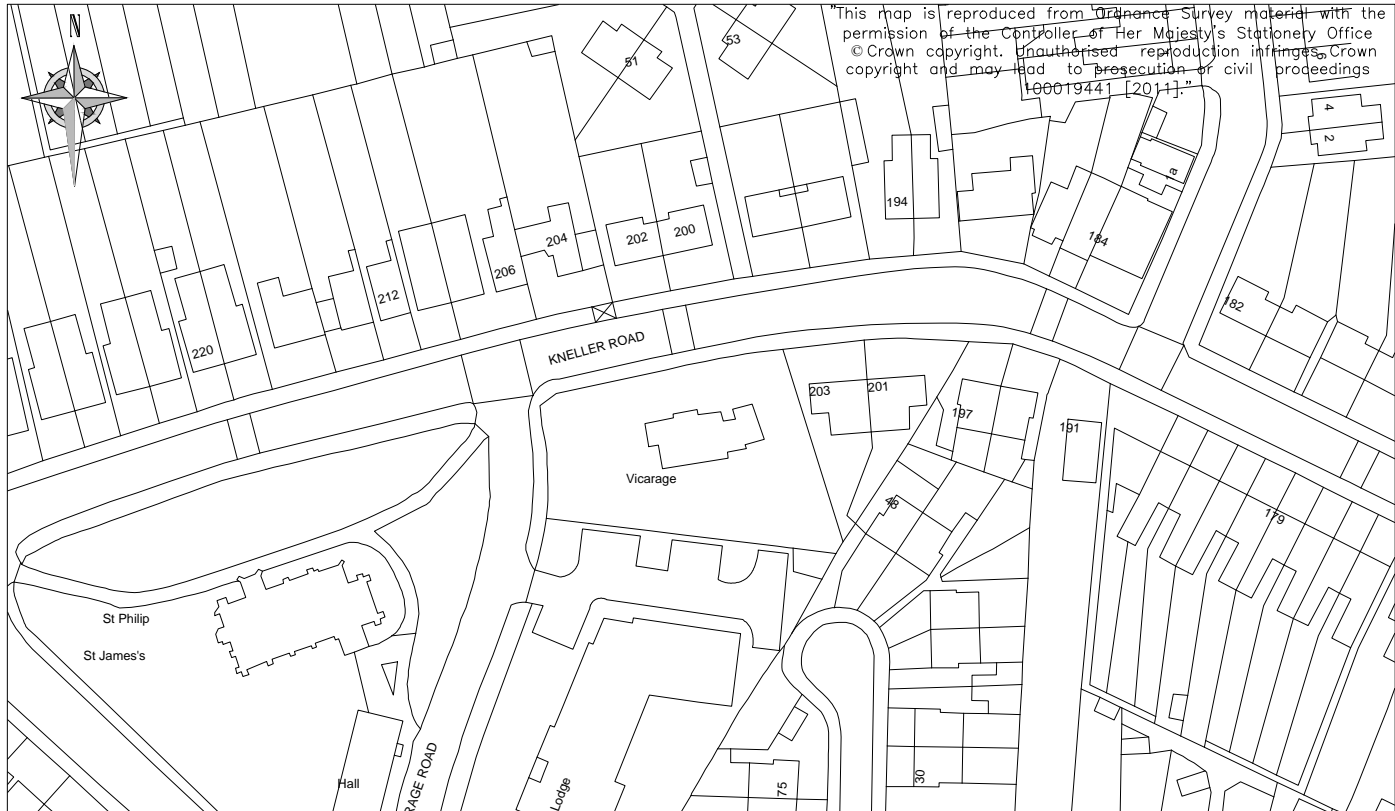 "This map is reproduced from Ordnance Survey material with the
permission of the Controller of Her Majesty's Stationery Office
© Crown copyright. Unauthorised reproduction infringes Crown
copyright and may lead to prosecution or civil proceedings
100019441 [2011]."
N
51
53
6
4
2
1a
194
184
204
202
200
206
212
220
182
KNELLER ROAD
203
201
197
191
Vicarage
48
179
St Philip
St James's
Hall
RAGE ROAD
Lodge
75
30